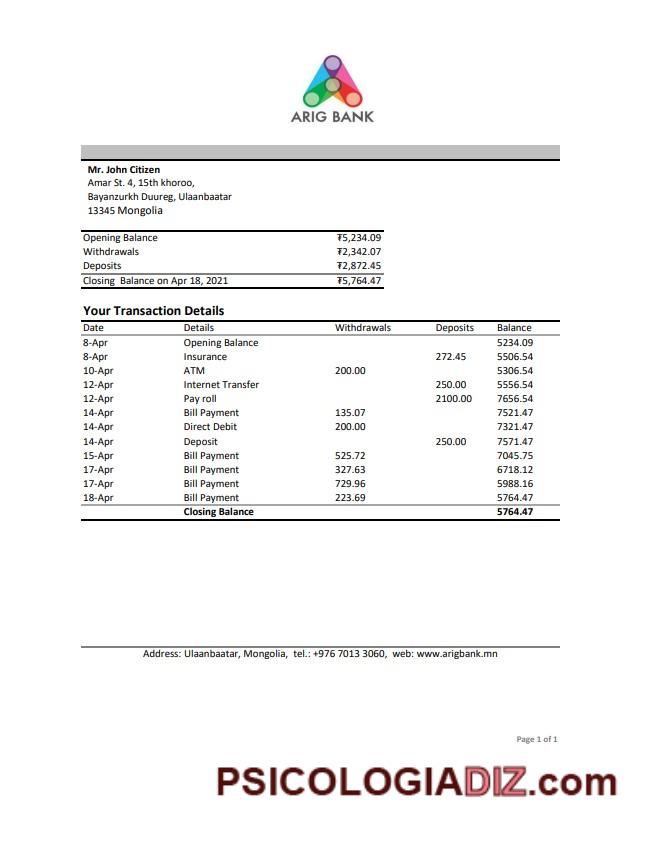 ARIG BANK
Mr. John Citizen
Amar St. 4, 15th khoroo,
Bayanzurkh Duureg, Ulaanbaatar
13345 Mongolia
Opening Balance ₮5,234.09
Withdrawals ₮2,342.07
Deposits ₮2,872.45
Closing Balance on Apr 18, 2021 ₮5,764.47
Your Transaction Details
Date Details Withdrawals Deposits Balance
8-Apr Opening Balance 5234.09
8-Apr Insurance 272.45 5506.54
10-Apr ATM 200.00 5306.54
12-Apr Internet Transfer 250.00 5556.54
12-Apr Pay roll 2100.00 7656.54
14-Apr Bill Payment 135.07 7521.47
14-Apr Direct Debit 200.00 7321.47
14-Apr Deposit 250.00 7571.47
15-Apr Bill Payment 525.72 7045.75
17-Apr Bill Payment 327.63 6718.12
17-Apr Bill Payment 729.96 5988.16
18-Apr Bill Payment 223.69 5764.47
Closing Balance 5764.47
Address: Ulaanbaatar, Mongolia, tel.: +976 7013 3060, web: www.arigbank.mn
Page 1 of 1
PSICOLOGIADIZ.com